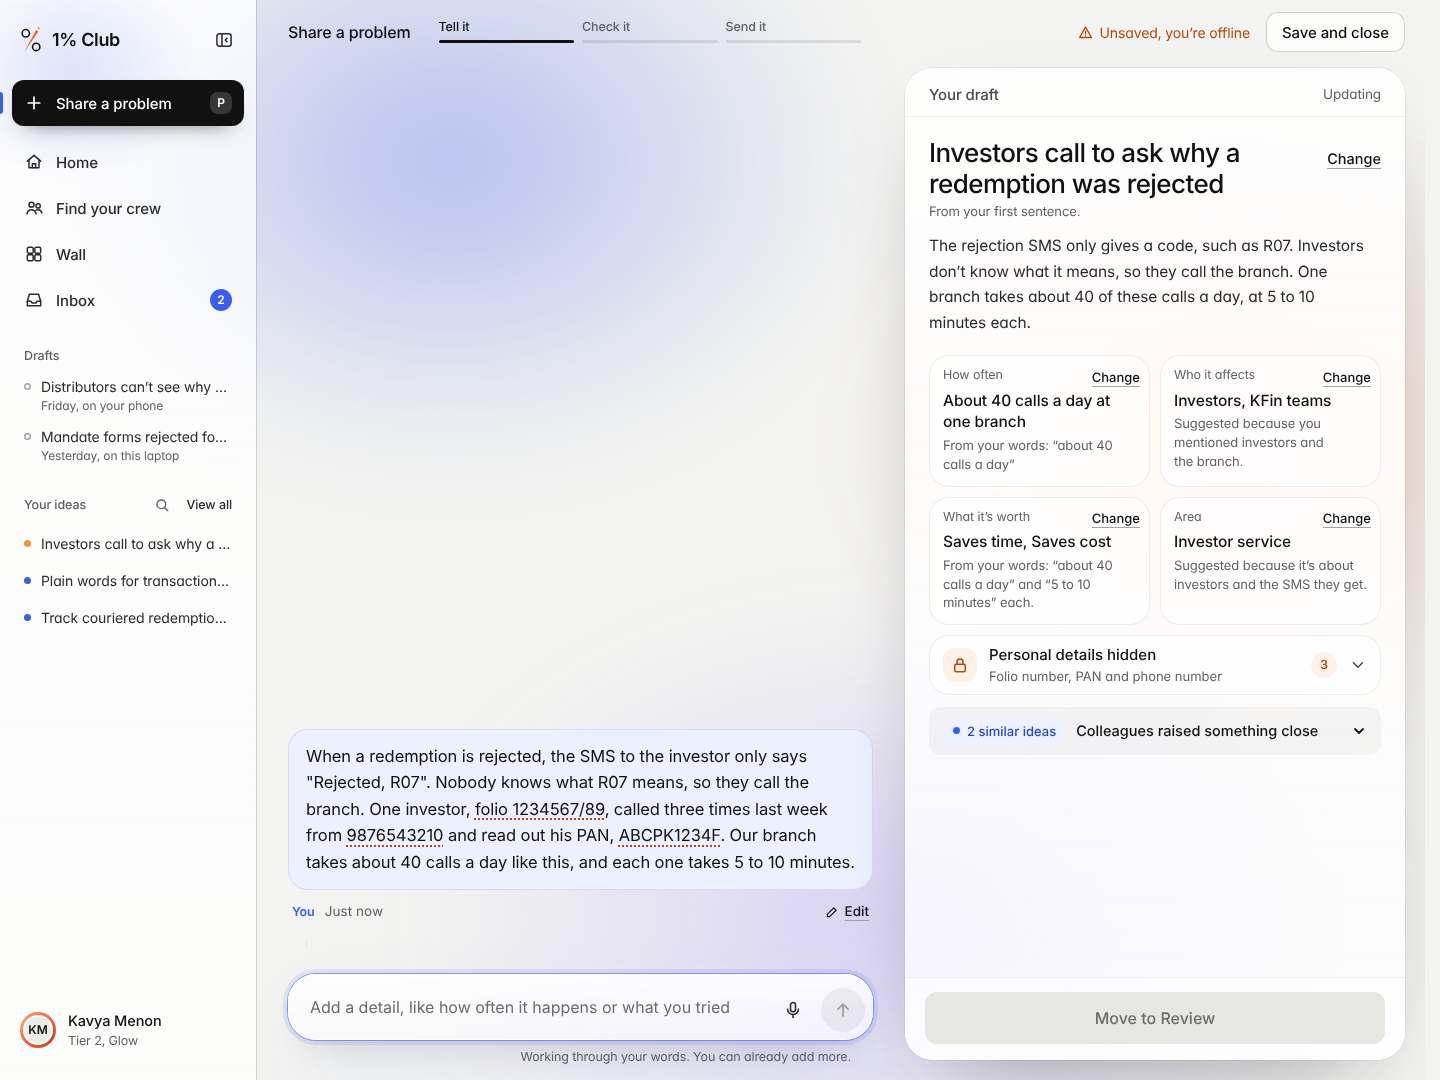 1% Club
Share a problem P
Home
Find your crew
Wall
Inbox 2
Drafts
Distributors can’t see why ...
Friday, on your phone
Mandate forms rejected fo...
Yesterday, on this laptop
Your ideas View all
Investors call to ask why a ...
Plain words for transaction...
Track couriered redemptio...
KM Kavya Menon
Tier 2, Glow
Share a problem
Tell it Check it Send it
Unsaved, you’re offline
Save and close
When a redemption is rejected, the SMS to the investor only says
"Rejected, R07". Nobody knows what R07 means, so they call the
branch. One investor, folio 1234567/89, called three times last week
from 9876543210 and read out his PAN, ABCPK1234F. Our branch
takes about 40 calls a day like this, and each one takes 5 to 10 minutes.
You Just now Edit
Add a detail, like how often it happens or what you tried
Working through your words. You can already add more.
Your draft Updating
Investors call to ask why a
redemption was rejected
Change
From your first sentence.
The rejection SMS only gives a code, such as R07. Investors
don’t know what it means, so they call the branch. One
branch takes about 40 of these calls a day, at 5 to 10
minutes each.
How often Change
About 40 calls a day at
one branch
From your words: “about 40
calls a day”
Who it affects Change
Investors, KFin teams
Suggested because you
mentioned investors and
the branch.
What it’s worth Change
Saves time, Saves cost
From your words: “about 40
calls a day” and “5 to 10
minutes” each.
Area Change
Investor service
Suggested because it’s about
investors and the SMS they get.
Personal details hidden 3
Folio number, PAN and phone number
2 similar ideas Colleagues raised something close
Move to Review